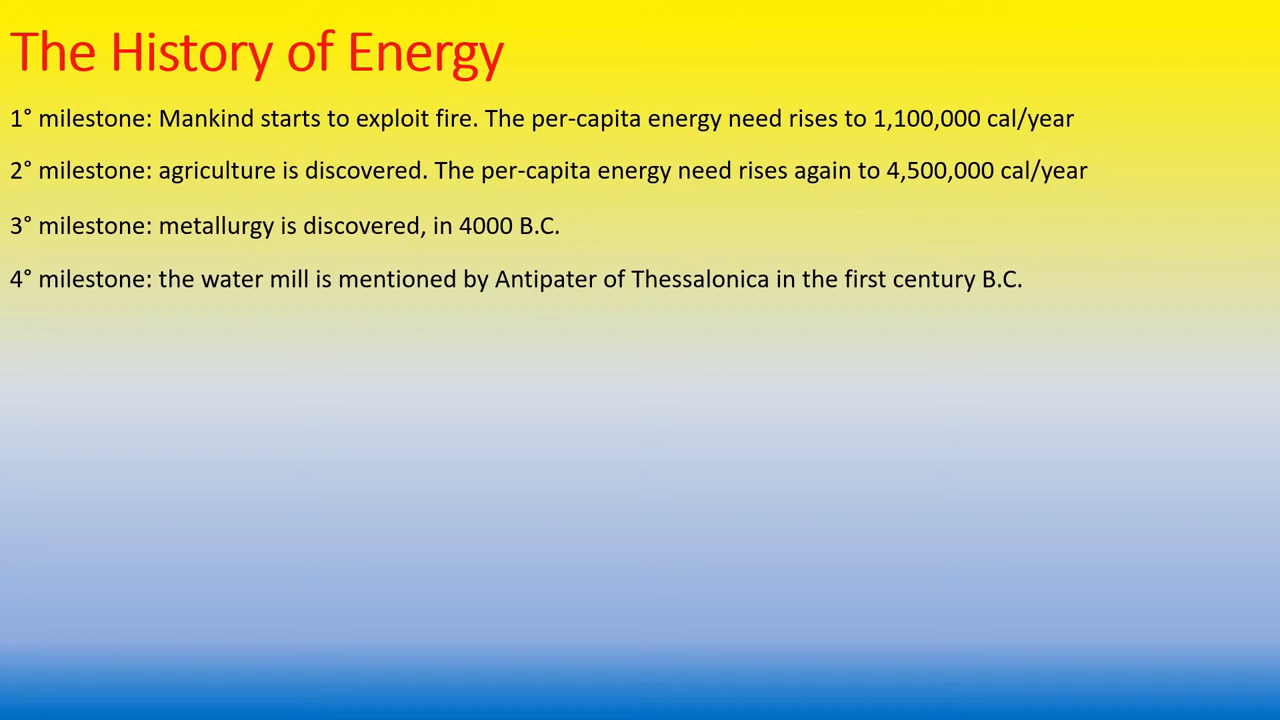 The History of Energy
1° milestone: Mankind starts to exploit fire. The per-capita energy need rises to 1,100,000 cal/year
2° milestone: agriculture is discovered. The per-capita energy need rises again to 4,500,000 cal/year
3° milestone: metallurgy is discovered, in 4000 B.C.
4° milestone: the water mill is mentioned by Antipater of Thessalonica in the first century B.C.